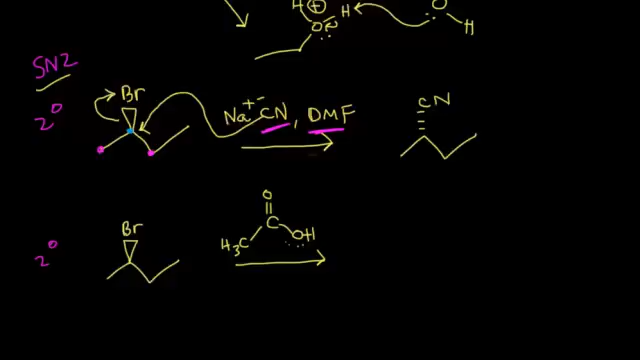 H ⊕ H O
O H
SN2
Br
2° Na⁺ ⁻CN, DMF CN
O
Br C
2° H₃C OH